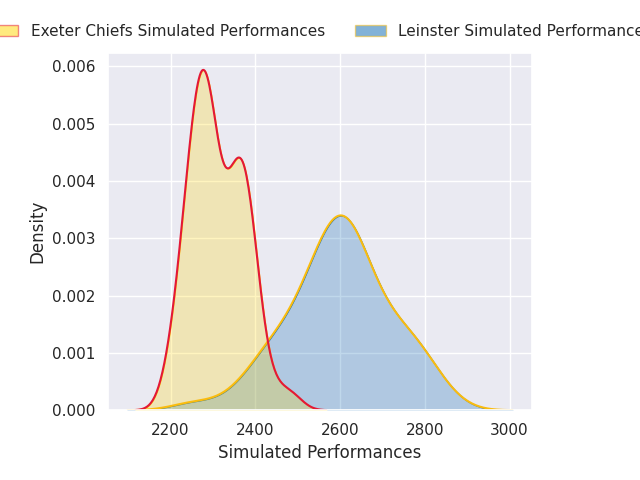 Exeter Chiefs Simulated Performances Leinster Simulated Performance
0.006
0.005
0.004
0.003
0.002
0.001
0.000
Density
2200 2400 2600 2800 3000
Simulated Performances